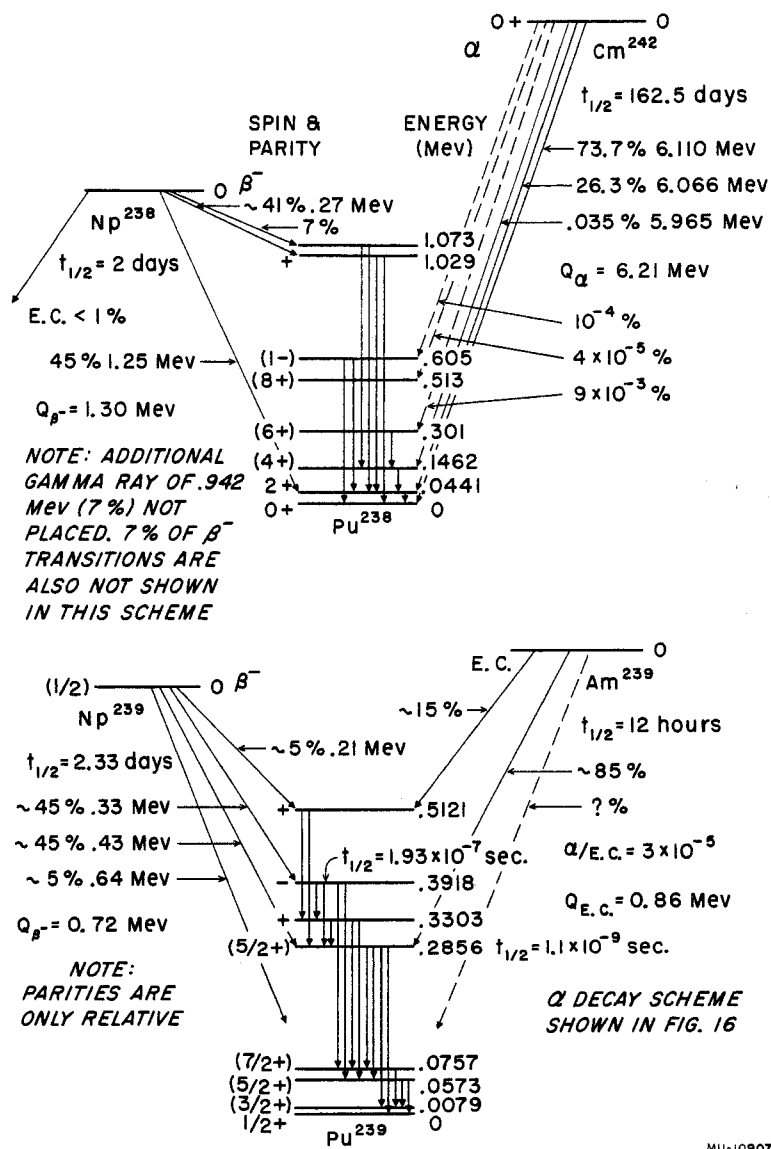 0+
0
α
Cm²⁴²
t₁/₂ = 162.5 days
SPIN &
PARITY
ENERGY
(Mev)
73.7% 6.110 Mev
26.3% 6.066 Mev
.035% 5.965 Mev
Qα = 6.21 Mev
10⁻⁴ %
4 x 10⁻⁵ %
9 x 10⁻³ %
0 β⁻
Np²³⁸
~41% .27 Mev
7%
t₁/₂ = 2 days
E.C. < 1%
45% 1.25 Mev
Qβ⁻ = 1.30 Mev
1.073
+ 1.029
(1-) .605
(8+) .513
(6+) .301
(4+) .1462
2+ .0441
0+ 0
Pu²³⁸
NOTE: ADDITIONAL
GAMMA RAY OF .942
Mev (7%) NOT
PLACED. 7% OF β⁻
TRANSITIONS ARE
ALSO NOT SHOWN
IN THIS SCHEME
(1/2) 0 β⁻
Np²³⁹
t₁/₂ = 2.33 days
~5% .21 Mev
~45% .33 Mev
~45% .43 Mev
~5% .64 Mev
Qβ⁻ = 0.72 Mev
NOTE:
PARITIES ARE
ONLY RELATIVE
E.C. 0
Am²³⁹
~15%
t₁/₂ = 12 hours
~85%
? %
α/E.C. = 3 x 10⁻⁵
Q E.C. = 0.86 Mev
+ .5121
t₁/₂ = 1.93 x 10⁻⁷ sec.
- .3918
+ .3303
(5/2+) .2856 t₁/₂ = 1.1 x 10⁻⁹ sec.
α DECAY SCHEME
SHOWN IN FIG. 16
(7/2+) .0757
(5/2+) .0573
(3/2+) .0079
1/2+ 0
Pu²³⁹
MU-10907